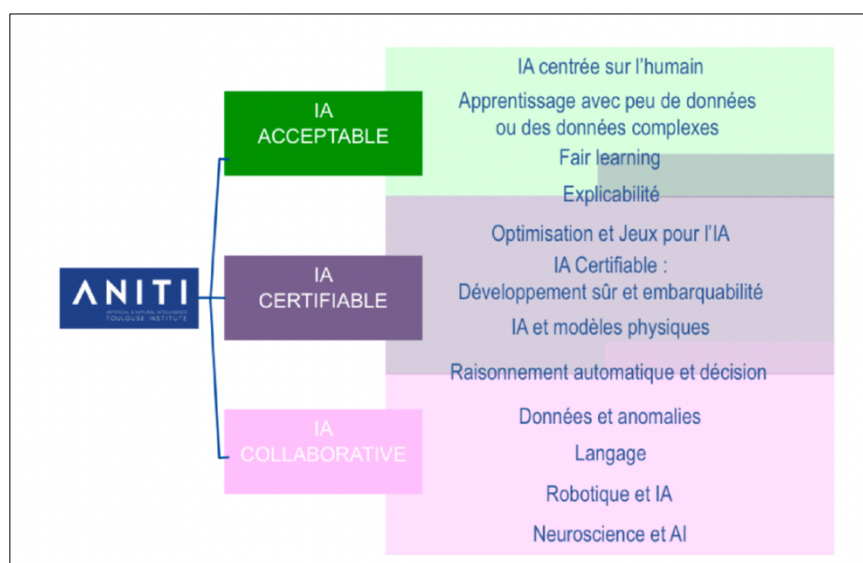 IA centrée sur l'humain
IA
ACCEPTABLE
Apprentissage avec peu de données
ou des données complexes
Fair learning
Explicabilité
Optimisation et Jeux pour l'IA
IA
CERTIFIABLE
IA Certifiable :
Développement sûr et embarquabilité
ANITI
ARTIFICIAL & NATURAL INTELLIGENCE
TOULOUSE INSTITUTE
IA et modèles physiques
Raisonnement automatique et décision
IA
COLLABORATIVE
Données et anomalies
Langage
Robotique et IA
Neuroscience et AI